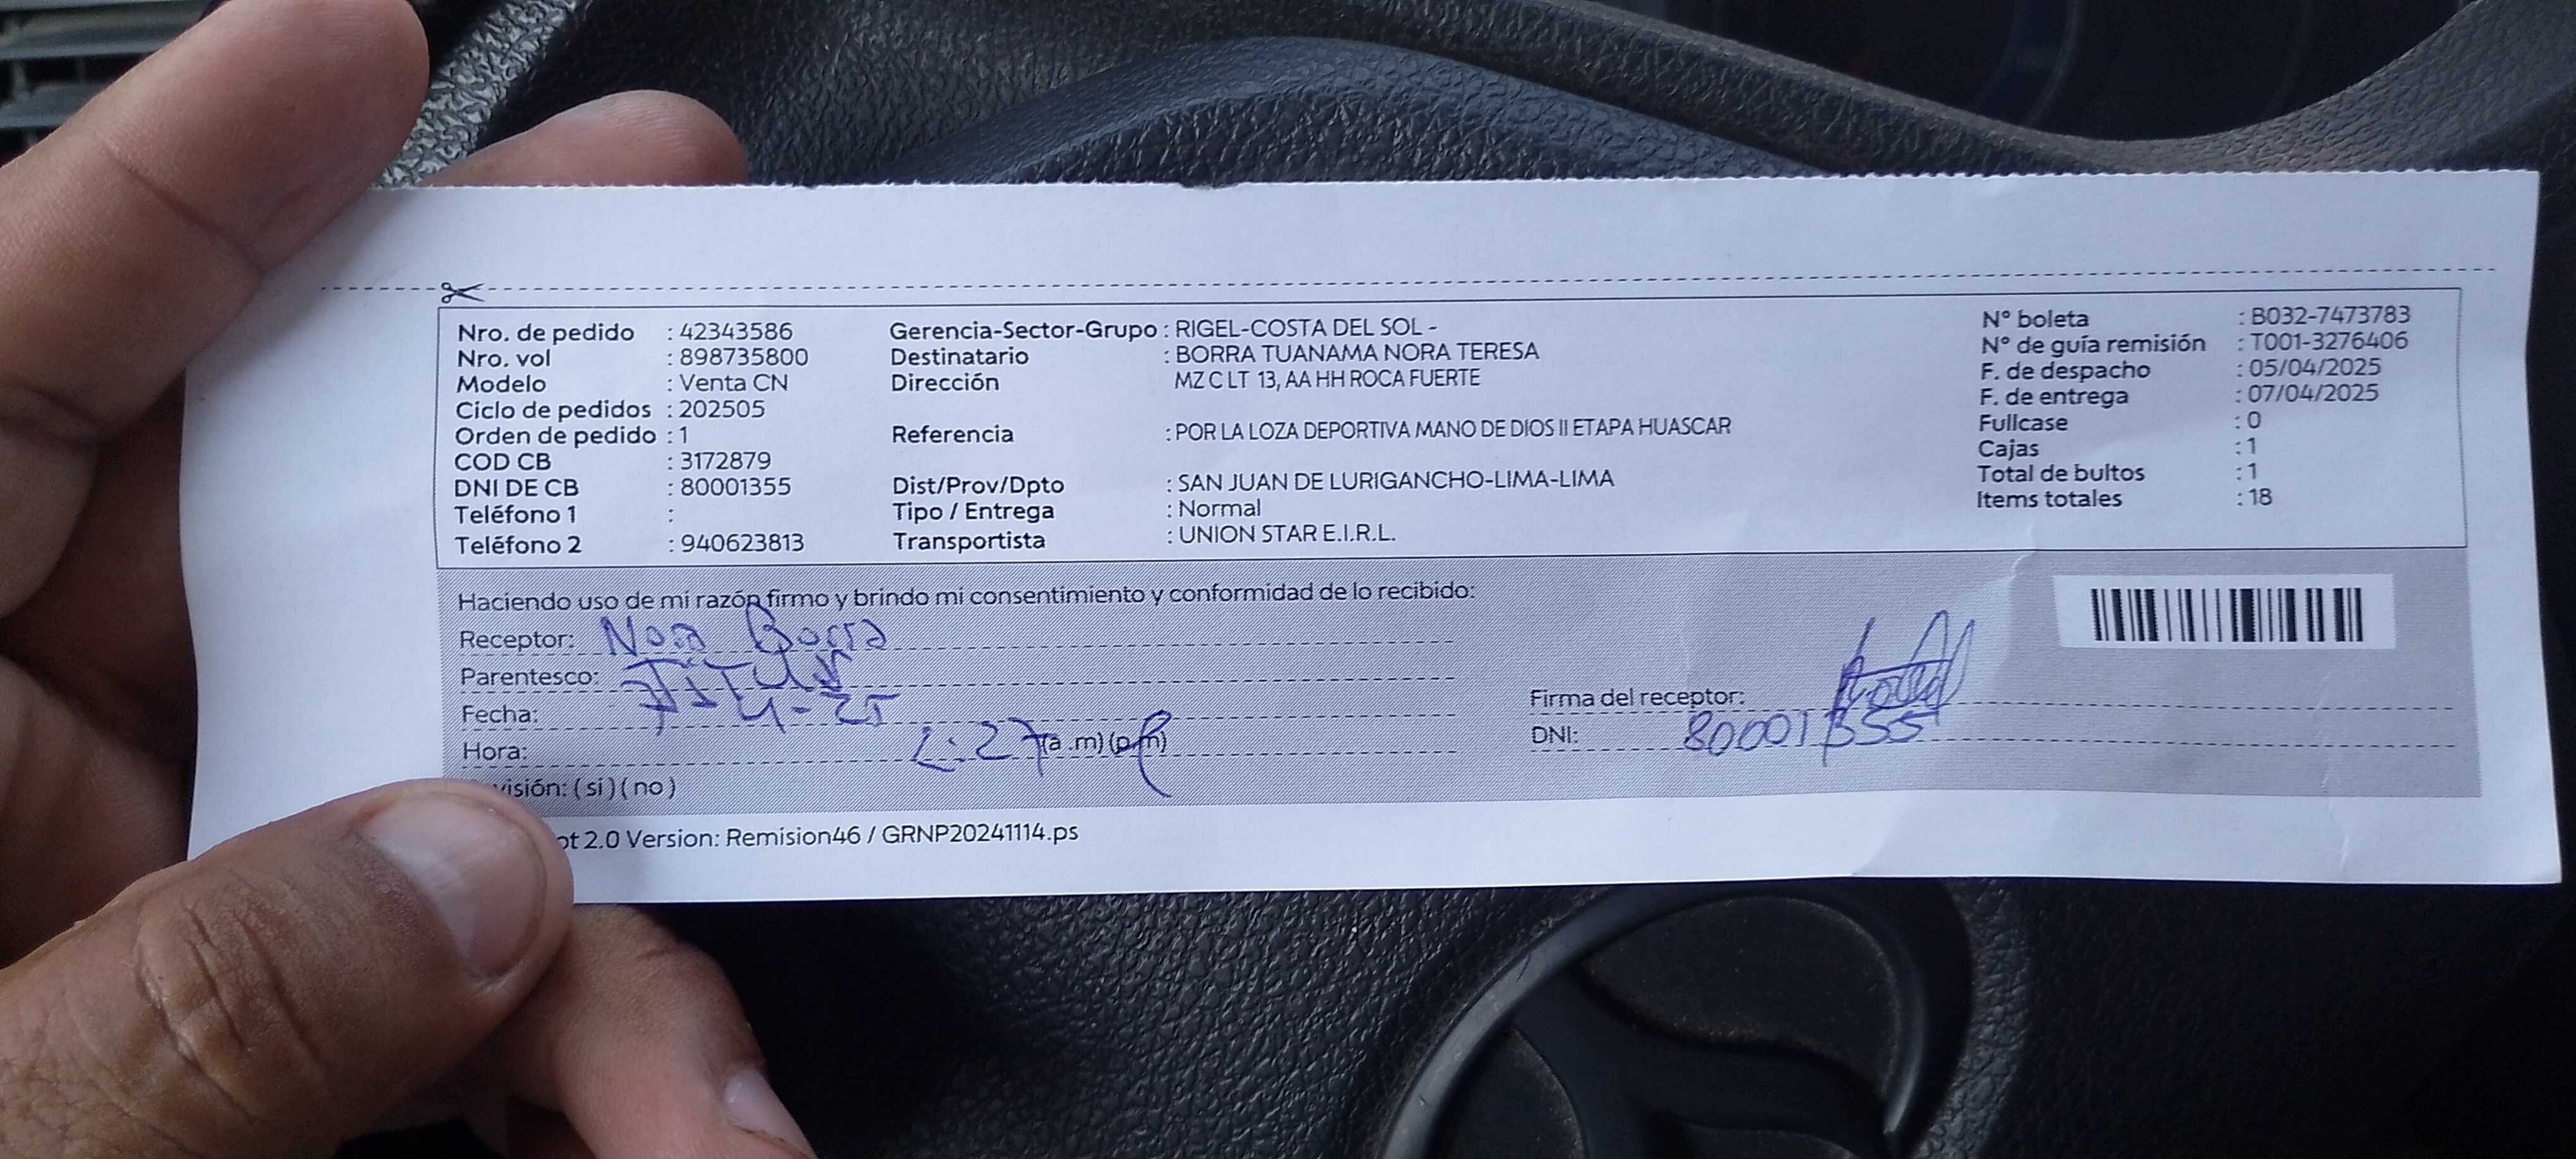 Nro. de pedido : 42343586
Nro. vol : 898735800
Modelo : Venta CN
Ciclo de pedidos : 202505
Orden de pedido : 1
COD CB : 3172879
DNI DE CB : 80001355
Teléfono 1 :
Teléfono 2 : 940623813
Gerencia-Sector-Grupo : RIGEL-COSTA DEL SOL -
Destinatario : BORRA TUANAMA NORA TERESA
Dirección MZ C LT 13, AA HH ROCA FUERTE
Referencia : POR LA LOZA DEPORTIVA MANO DE DIOS II ETAPA HUASCAR
Dist/Prov/Dpto : SAN JUAN DE LURIGANCHO-LIMA-LIMA
Tipo / Entrega : Normal
Transportista : UNION STAR E.I.R.L.
N° boleta : B032-7473783
N° de guía remisión : T001-3276406
F. de despacho : 05/04/2025
F. de entrega : 07/04/2025
Fullcase : 0
Cajas : 1
Total de bultos : 1
Items totales : 18
Haciendo uso de mi razón firmo y brindo mi consentimiento y conformidad de lo recibido:
Receptor: Nora Borra
Parentesco:
Fecha: 7-4-25
Hora: 2:27 (a .m) (p.m)
visión: ( si ) ( no )
Firma del receptor:
DNI: 80001355
ot 2.0 Version: Remision46 / GRNP20241114.ps